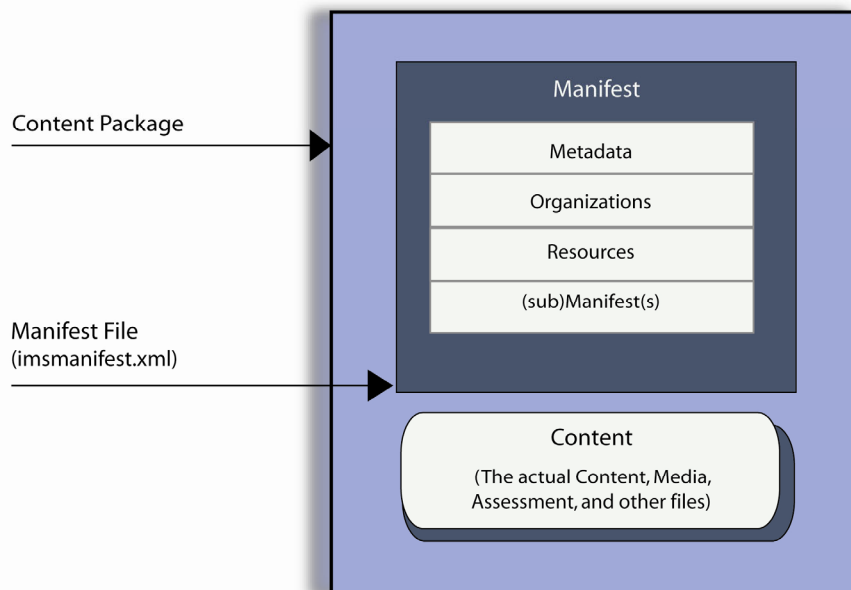 Content Package
Manifest File
(imsmanifest.xml)
Manifest
Metadata
Organizations
Resources
(sub)Manifest(s)
Content
(The actual Content, Media,
Assessment, and other files)